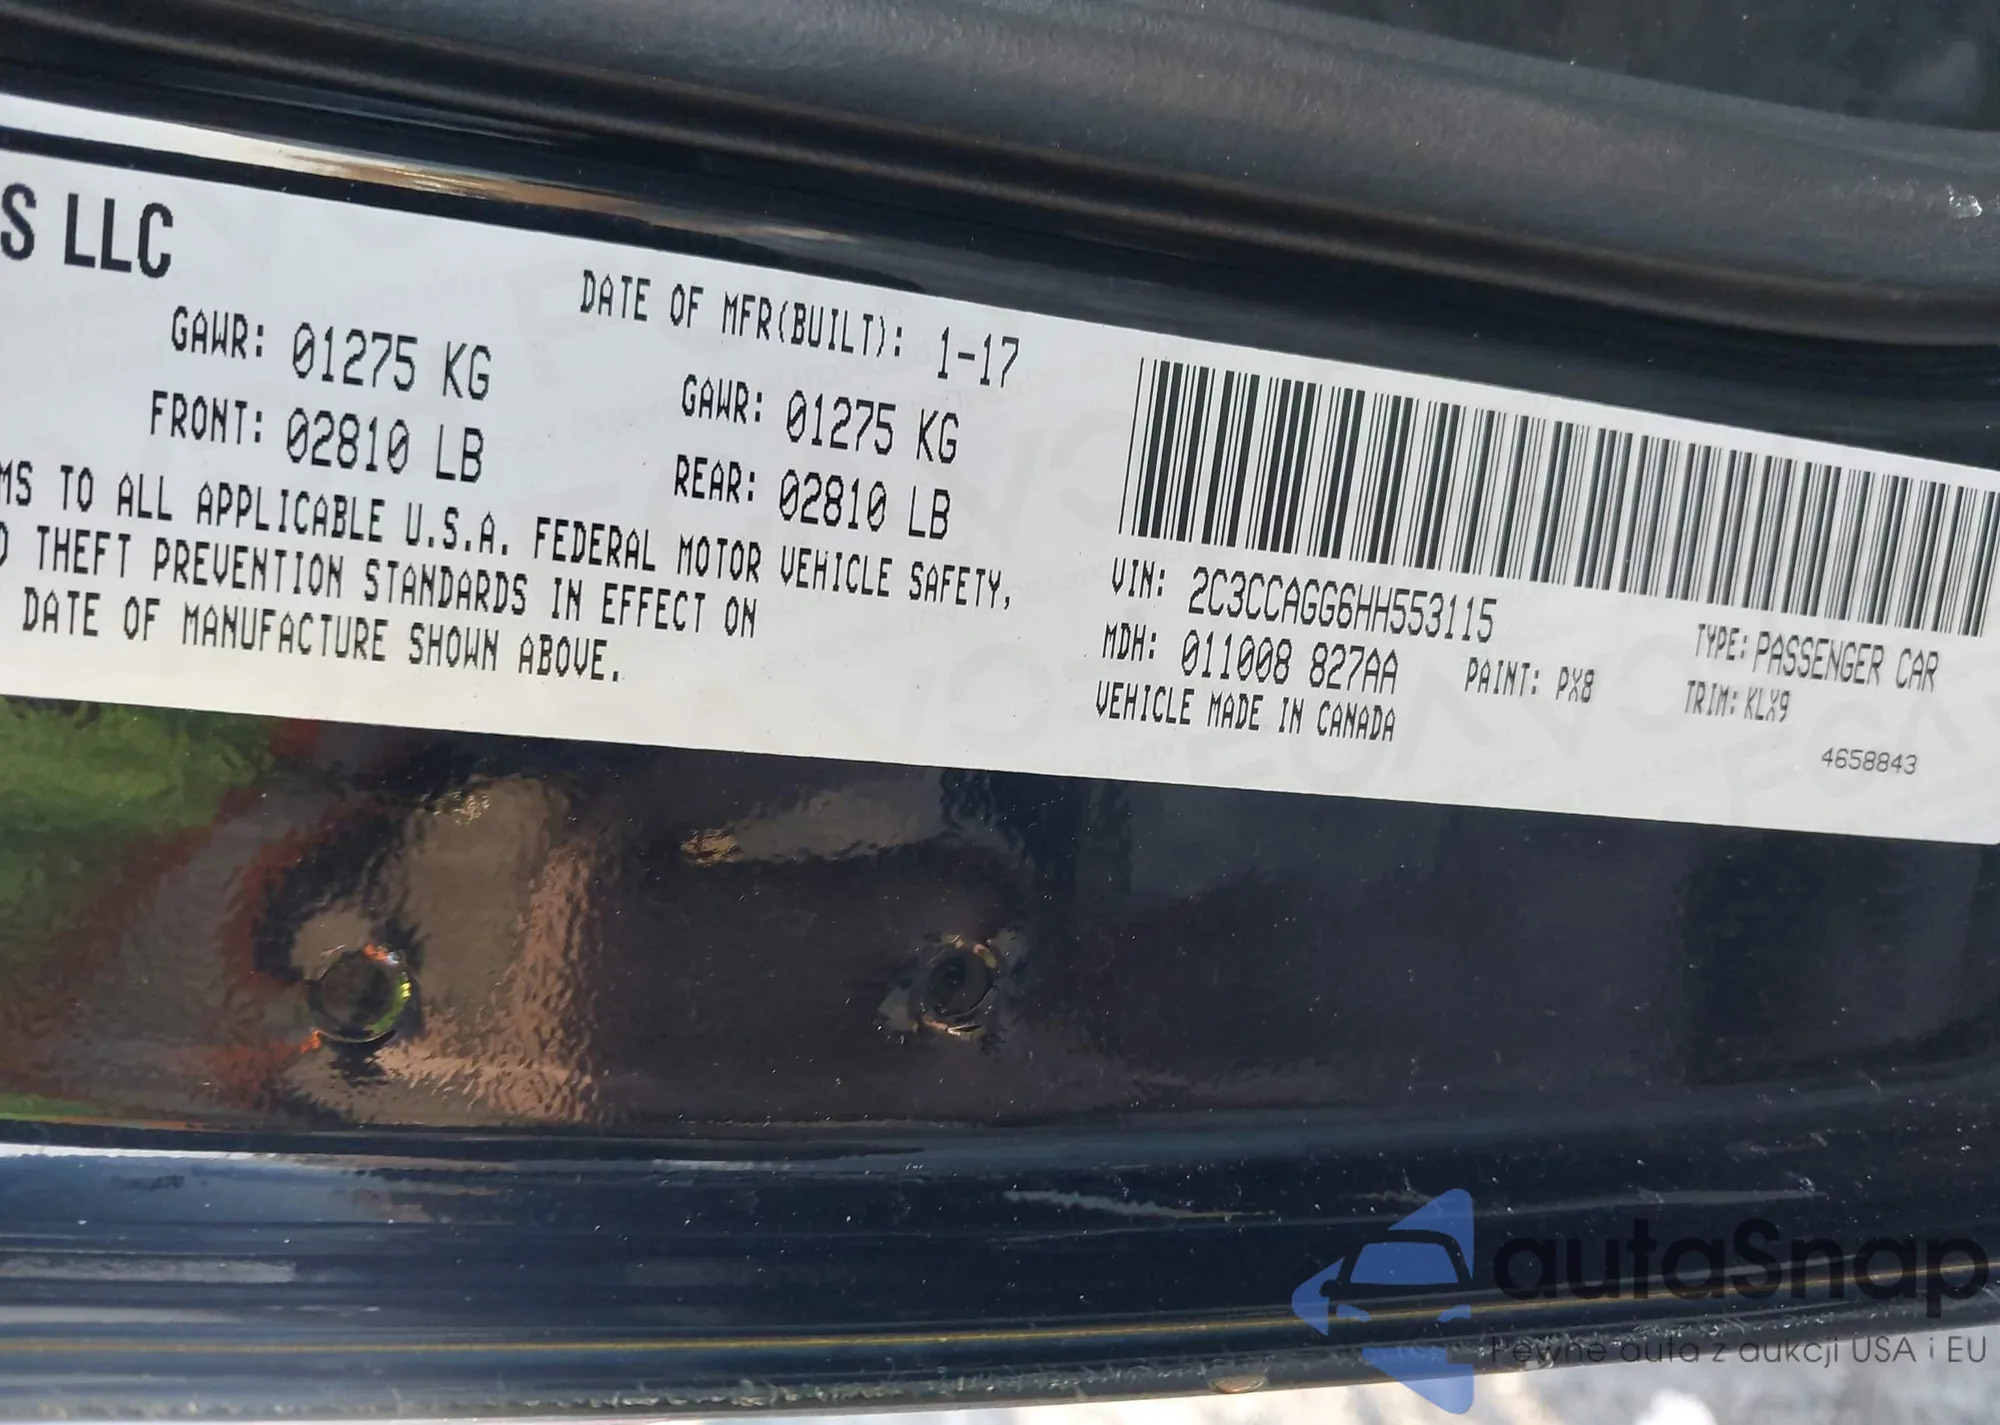 S LLC
DATE OF MFR(BUILT): 1-17
GAWR: 01275 KG
FRONT: 02810 LB
GAWR: 01275 KG
REAR: 02810 LB
MS TO ALL APPLICABLE U.S.A. FEDERAL MOTOR VEHICLE SAFETY,
D THEFT PREVENTION STANDARDS IN EFFECT ON
DATE OF MANUFACTURE SHOWN ABOVE.
VIN: 2C3CCAGG6HH553115
TYPE: PASSENGER CAR
MDH: 011008 827AA
PAINT: PX8
TRIM: KLX9
VEHICLE MADE IN CANADA
4658843
autaSnap
Pewne auta z aukcji USA i EU